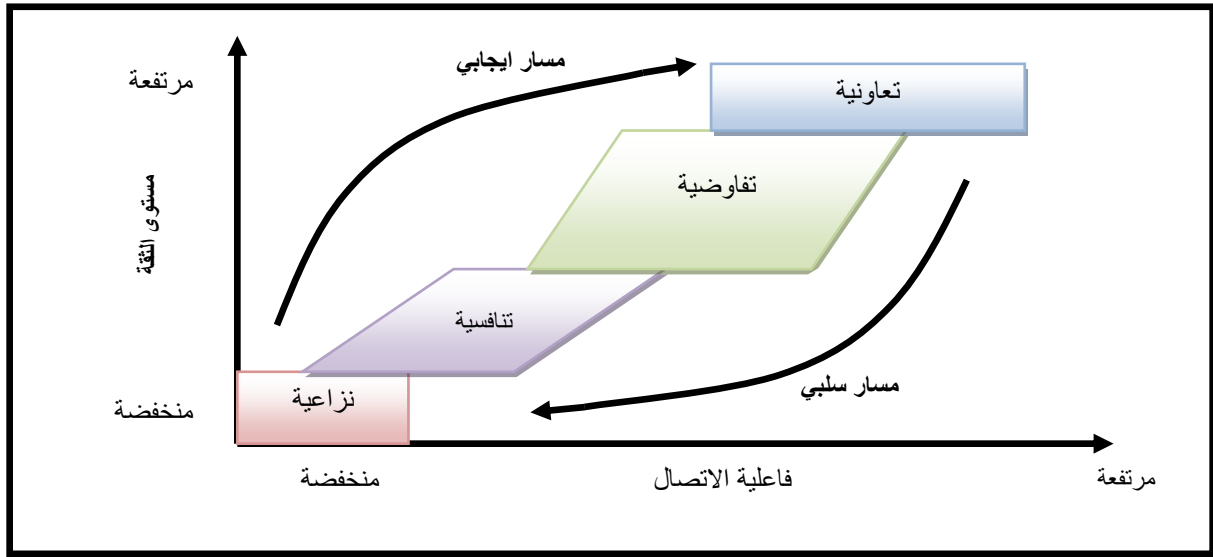 مسار ايجابي
مرتفعة
تعاونية
تفاوضية
مستوى الثقة
تنافسية
مسار سلبي
نزاعية
منخفضة
منخفضة
فاعلية الاتصال
مرتفعة